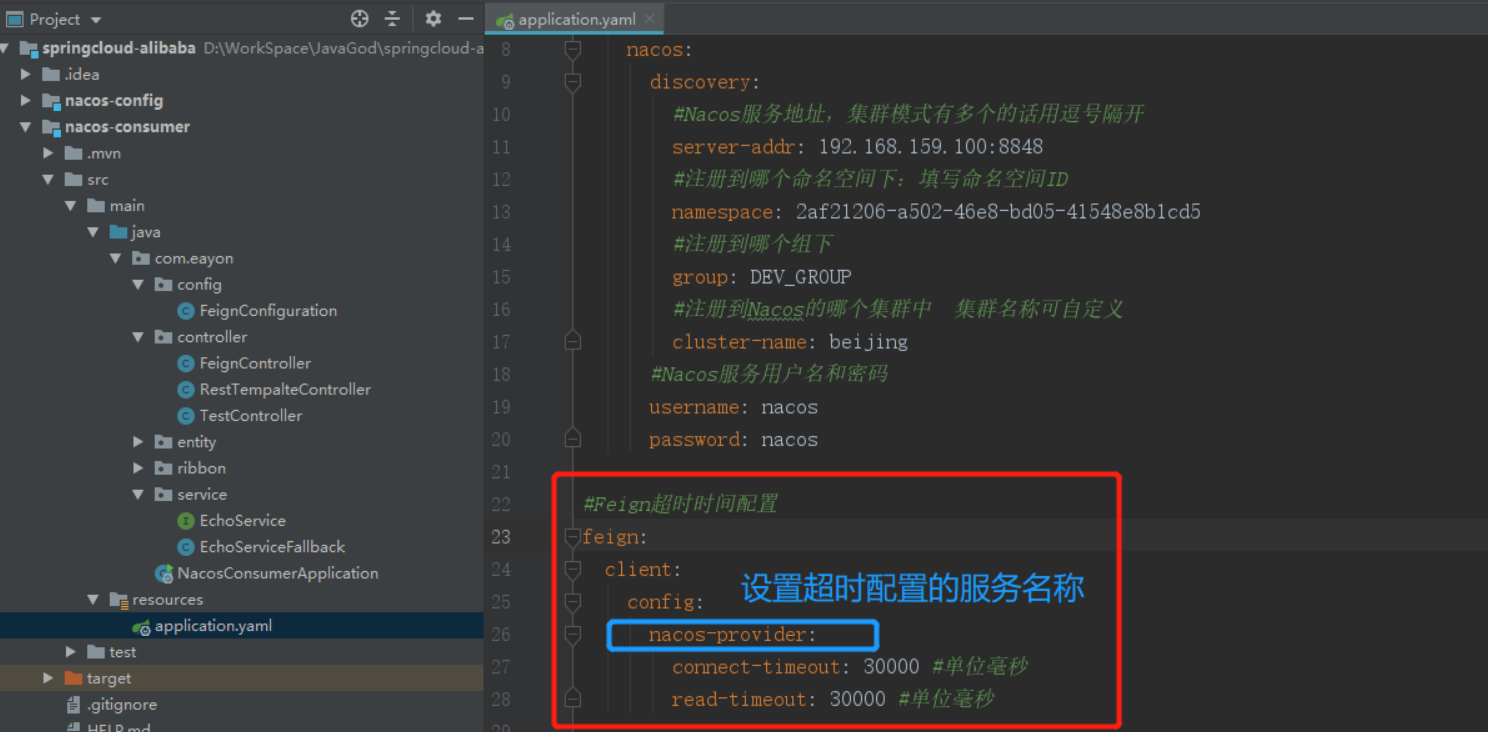 Project
springcloud-alibaba D:\WorkSpace\JavaGod\springcloud-a
.idea
nacos-config
nacos-consumer
.mvn
src
main
java
com.eayon
config
FeignConfiguration
controller
FeignController
RestTempalteController
TestController
entity
ribbon
service
EchoService
EchoServiceFallback
NacosConsumerApplication
resources
application.yaml
test
target
.gitignore
HELP.md
application.yaml
8 nacos:
9 discovery:
10 #Nacos服务地址，集群模式有多个的话用逗号隔开
11 server-addr: 192.168.159.100:8848
12 #注册到哪个命名空间下：填写命名空间ID
13 namespace: 2af21206-a502-46e8-bd05-41548e8b1cd5
14 #注册到哪个组下
15 group: DEV_GROUP
16 #注册到Nacos的哪个集群中 集群名称可自定义
17 cluster-name: beijing
18 #Nacos服务用户名和密码
19 username: nacos
20 password: nacos
21
22 #Feign超时时间配置
23 feign:
24 client:
设置超时配置的服务名称
25 config:
26 nacos-provider:
27 connect-timeout: 30000 #单位毫秒
28 read-timeout: 30000 #单位毫秒
29